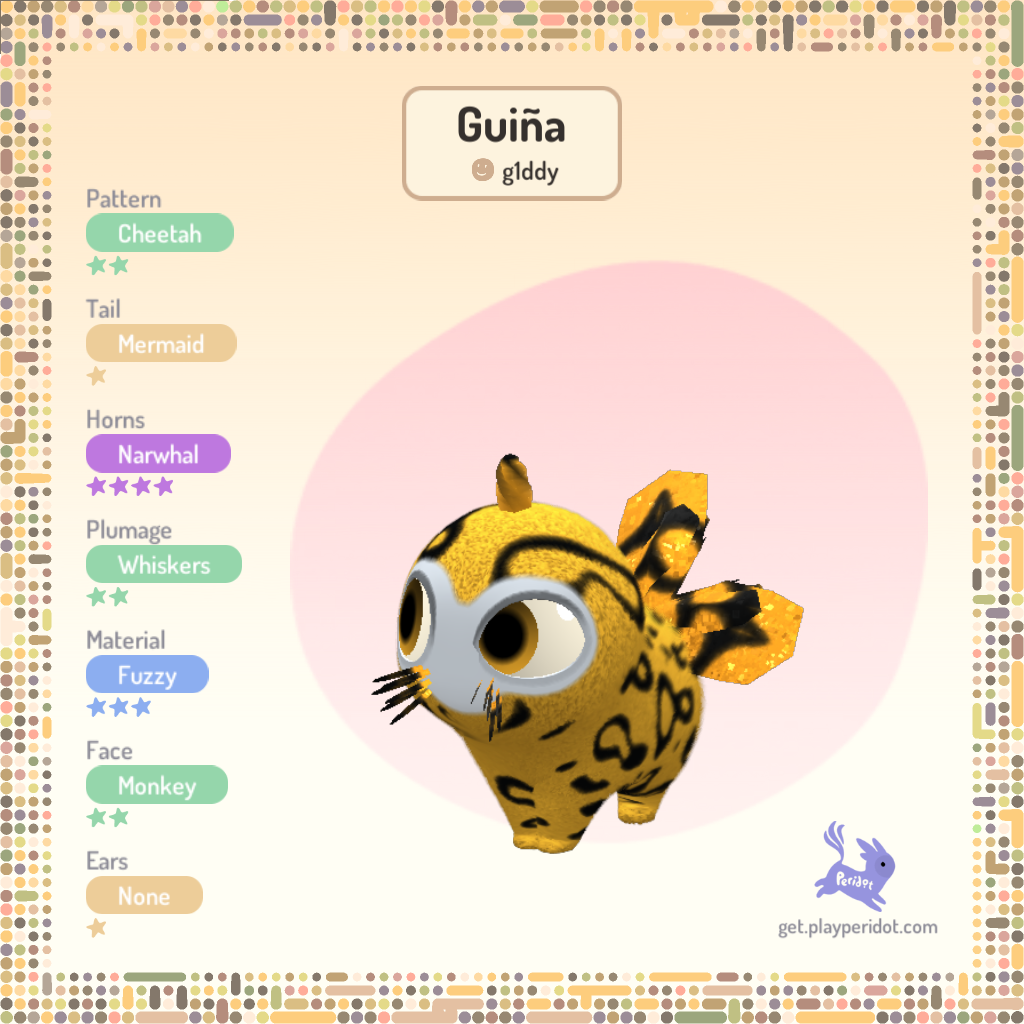 Guiña
g1ddy
Pattern
Cheetah
Tail
Mermaid
Horns
Narwhal
Plumage
Whiskers
Material
Fuzzy
Face
Monkey
Ears
None
Peridot
get.playperidot.com